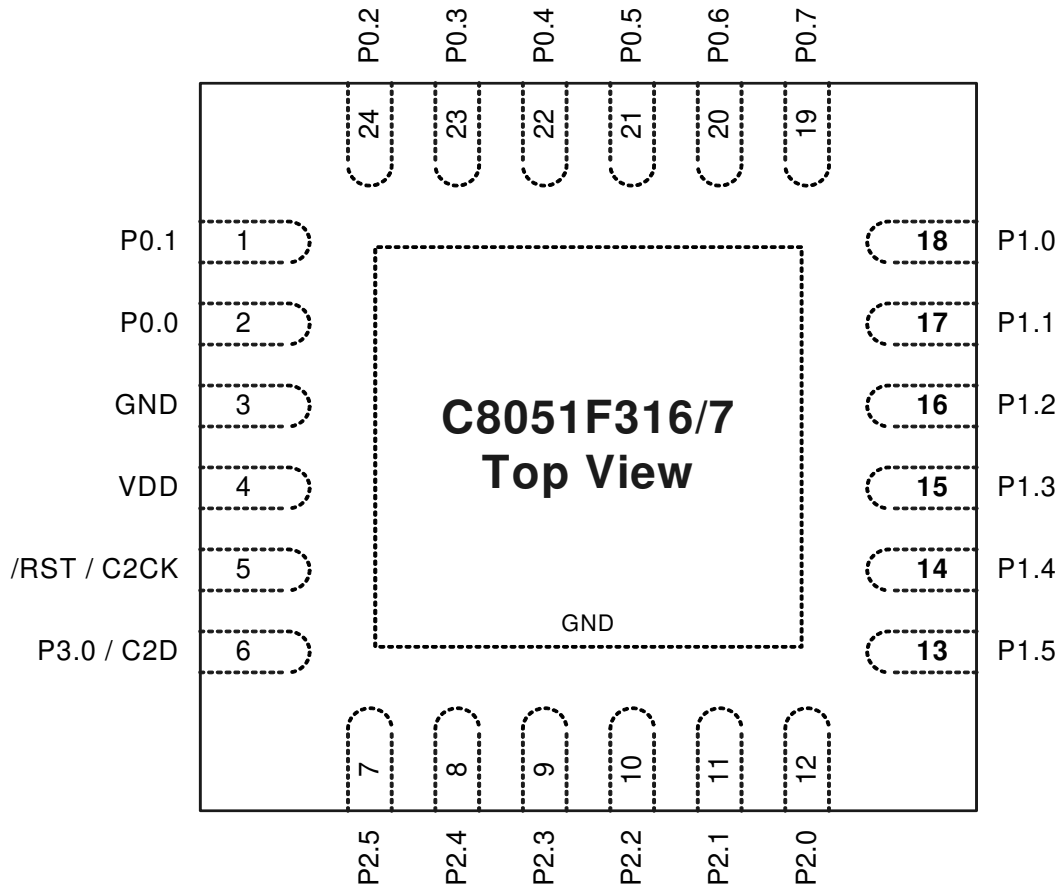 P0.2
P0.3
P0.4
P0.5
P0.6
P0.7
24
23
22
21
20
19
P0.1
1
18
P1.0
P0.0
2
17
P1.1
GND
3
16
P1.2
VDD
4
15
P1.3
/RST / C2CK
5
14
P1.4
P3.0 / C2D
6
13
P1.5
C8051F316/7
Top View
GND
7
8
9
10
11
12
P2.5
P2.4
P2.3
P2.2
P2.1
P2.0